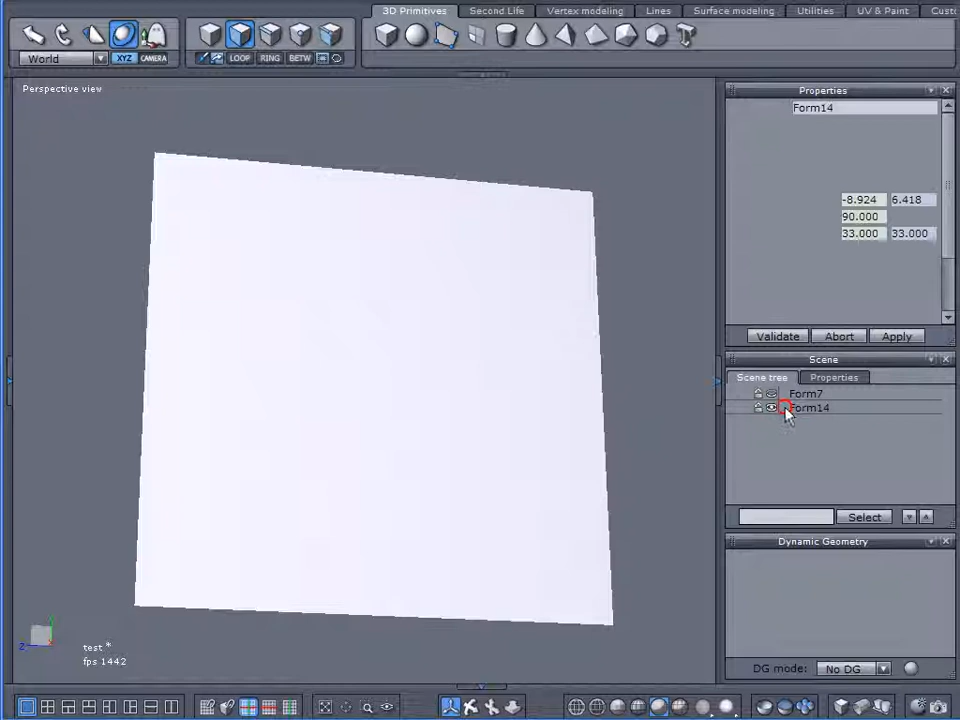 3D Primitives Second Life Vertex modeling Lines Surface modeling Utilities UV & Paint Custo
World XYZ CAMERA LOOP RING BETW
Perspective view
Properties
Form14
-8.924 6.418
90.000
33.000 33.000
Validate Abort Apply
Scene
Scene tree Properties
Form7
Form14
Select
Dynamic Geometry
Z
test *
fps 1442
DG mode: No DG